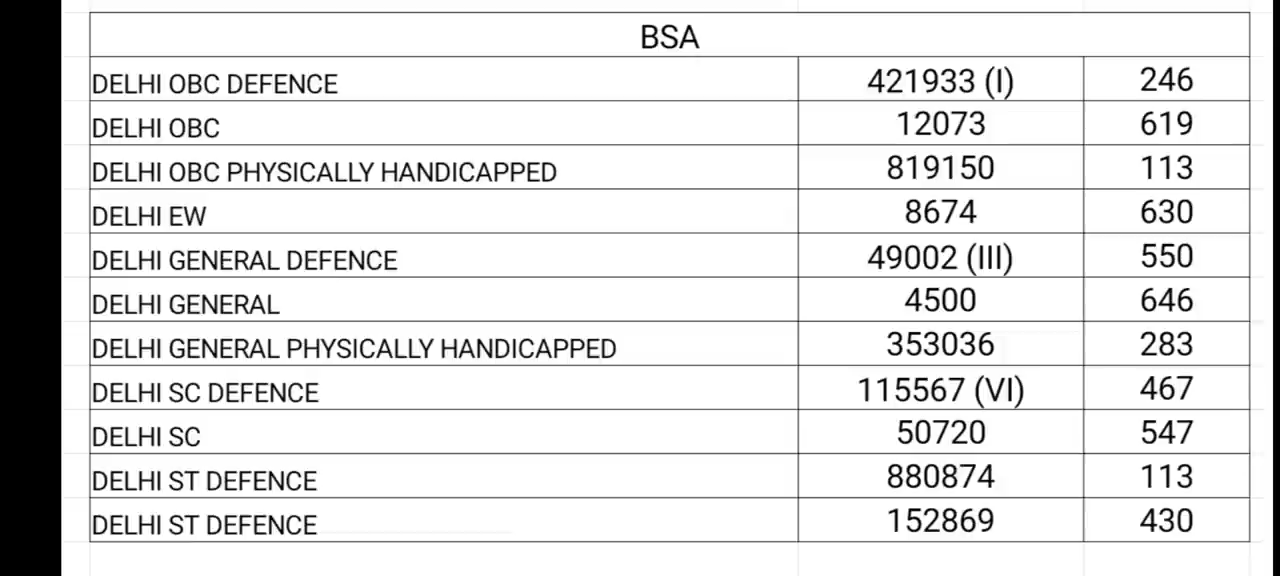 BSA
DELHI OBC DEFENCE 421933 (I) 246
DELHI OBC 12073 619
DELHI OBC PHYSICALLY HANDICAPPED 819150 113
DELHI EW 8674 630
DELHI GENERAL DEFENCE 49002 (III) 550
DELHI GENERAL 4500 646
DELHI GENERAL PHYSICALLY HANDICAPPED 353036 283
DELHI SC DEFENCE 115567 (VI) 467
DELHI SC 50720 547
DELHI ST DEFENCE 880874 113
DELHI ST DEFENCE 152869 430